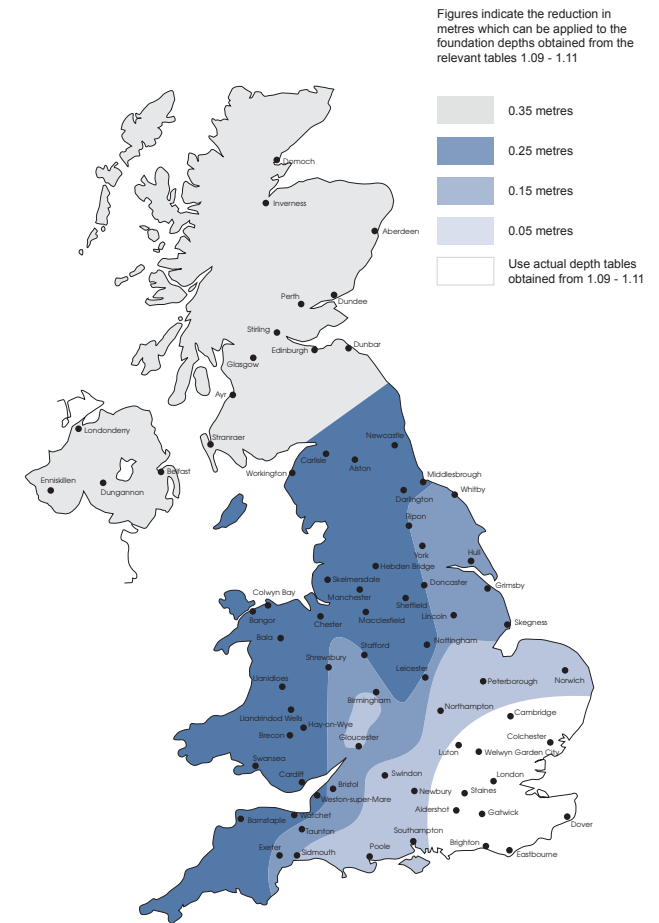 Figures indicate the reduction in
metres which can be applied to the
foundation depths obtained from the
relevant tables 1.09 - 1.11
0.35 metres
0.25 metres
0.15 metres
0.05 metres
Use actual depth tables
obtained from 1.09 - 1.11
Dornoch
Inverness
Aberdeen
Perth
Dundee
Stirling
Edinburgh
Dunbar
Glasgow
Ayr
Stranraer
Londonderry
Belfast
Enniskillen
Dungannon
Newcastle
Carlisle
Alston
Workington
Middlesbrough
Whitby
Darlington
Ripon
York
Hull
Hebden Bridge
Skelmersdale
Doncaster
Grimsby
Manchester
Sheffield
Colwyn Bay
Bangor
Chester
Macclesfield
Lincoln
Skegness
Bala
Stafford
Nottingham
Shrewsbury
Leicester
Llanidloes
Peterborough
Norwich
Birmingham
Llandrindod Wells
Northampton
Cambridge
Hay-on-Wye
Brecon
Gloucester
Colchester
Luton
Welwyn Garden City
Swansea
Cardiff
Swindon
London
Bristol
Newbury
Staines
Weston-super-Mare
Aldershot
Gatwick
Barnstaple
Watchet
Dover
Taunton
Southampton
Exeter
Sidmouth
Poole
Brighton
Eastbourne